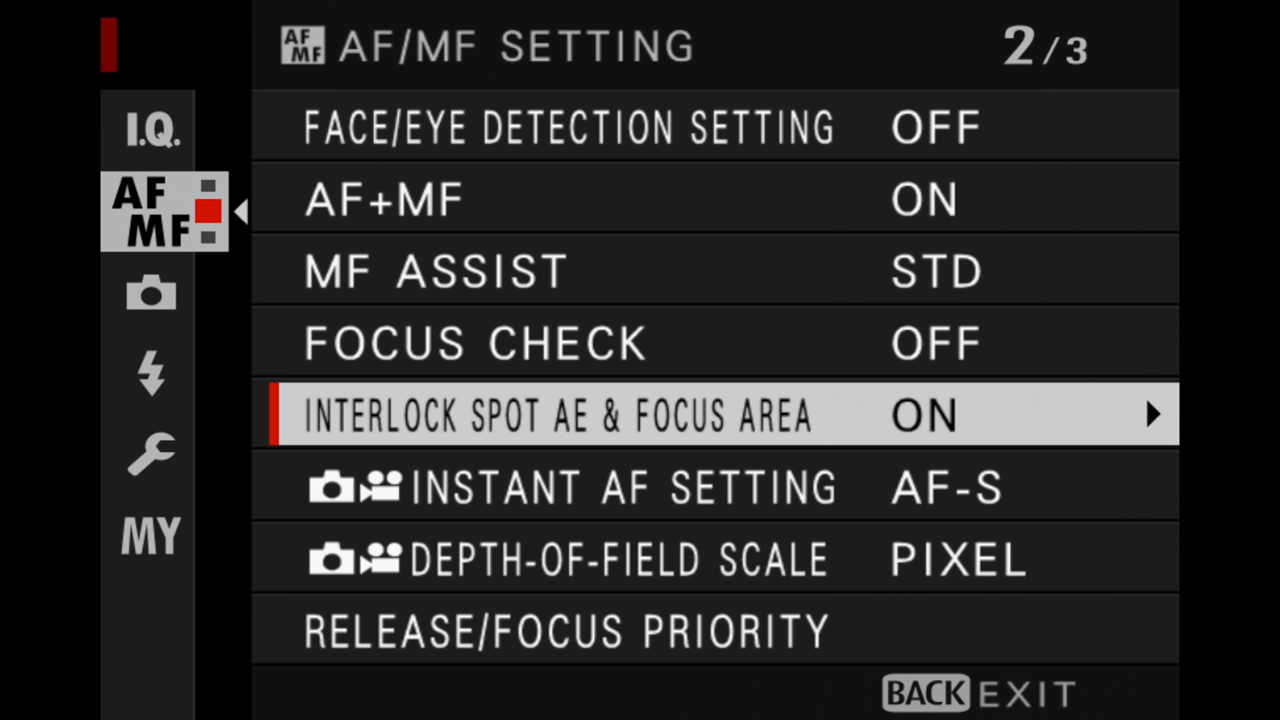 AF MF AF/MF SETTING 2/3
I.Q.
AF
MF
MY
FACE/EYE DETECTION SETTING OFF
AF+MF ON
MF ASSIST STD
FOCUS CHECK OFF
INTERLOCK SPOT AE & FOCUS AREA ON
INSTANT AF SETTING AF-S
DEPTH-OF-FIELD SCALE PIXEL
RELEASE/FOCUS PRIORITY
BACK EXIT